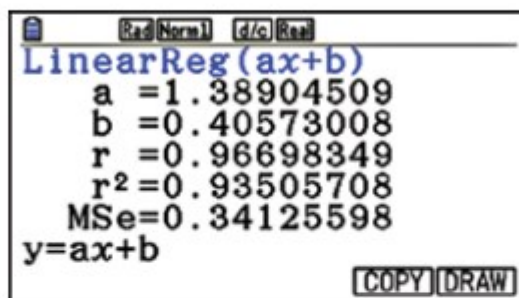 Rad Norm1 d/c Real
LinearReg(ax+b)
a =1.38904509
b =0.40573008
r =0.96698349
r²=0.93505708
MSe=0.34125598
y=ax+b
COPY DRAW